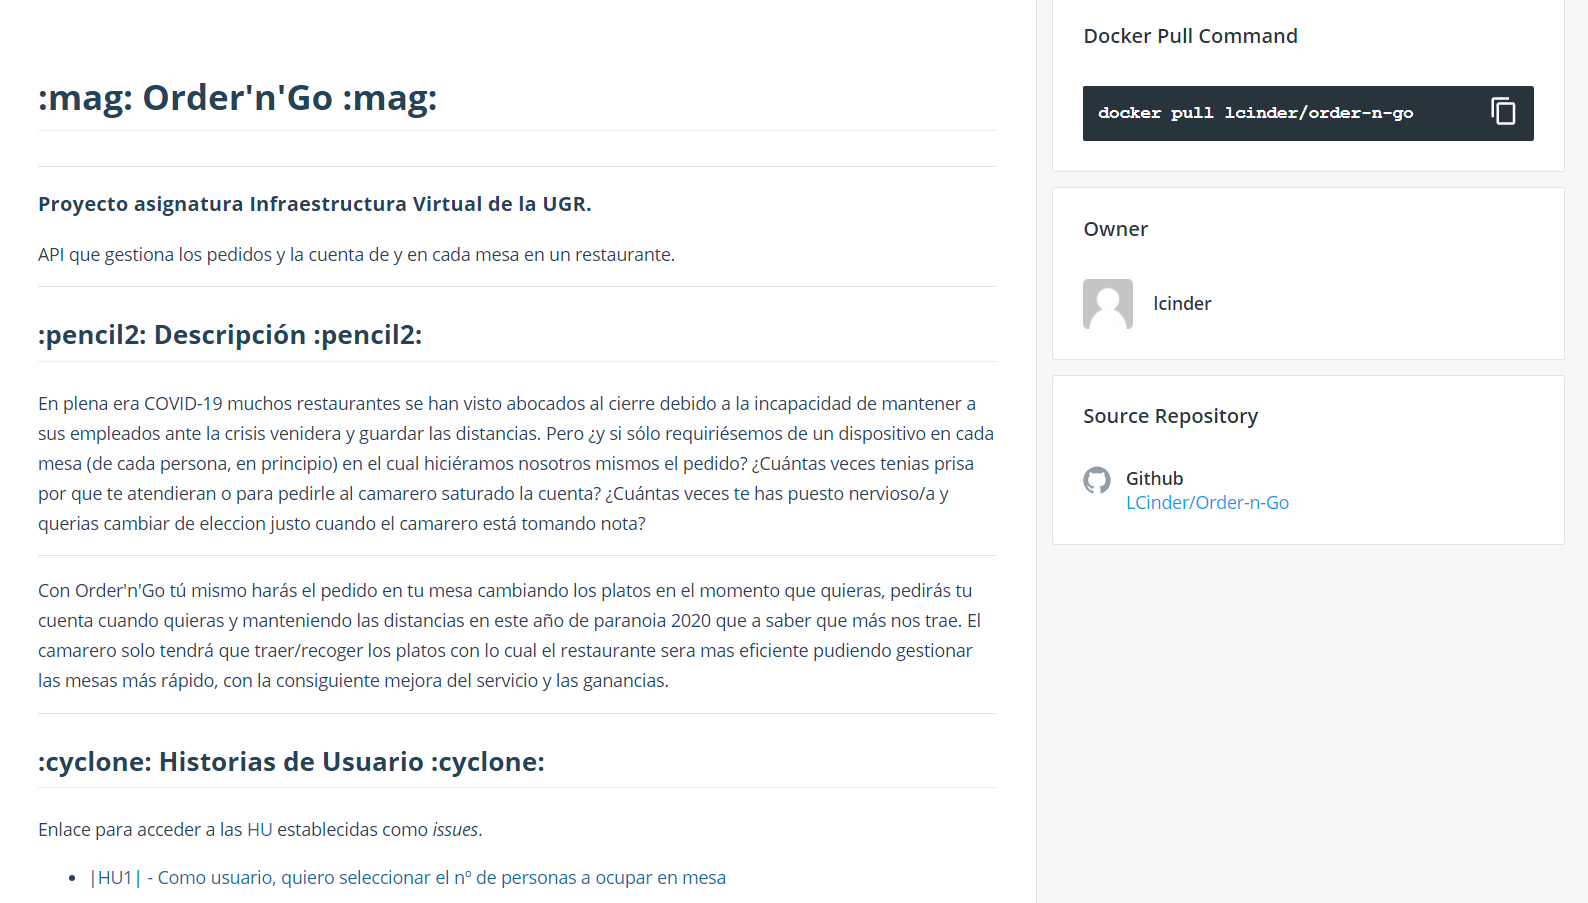 :mag: Order'n'Go :mag:
Proyecto asignatura Infraestructura Virtual de la UGR.
API que gestiona los pedidos y la cuenta de y en cada mesa en un restaurante.
:pencil2: Descripción :pencil2:
En plena era COVID-19 muchos restaurantes se han visto abocados al cierre debido a la incapacidad de mantener a
sus empleados ante la crisis venidera y guardar las distancias. Pero ¿y si sólo requiriésemos de un dispositivo en cada
mesa (de cada persona, en principio) en el cual hiciéramos nosotros mismos el pedido? ¿Cuántas veces tenias prisa
por que te atendieran o para pedirle al camarero saturado la cuenta? ¿Cuántas veces te has puesto nervioso/a y
querias cambiar de eleccion justo cuando el camarero está tomando nota?
Con Order'n'Go tú mismo harás el pedido en tu mesa cambiando los platos en el momento que quieras, pedirás tu
cuenta cuando quieras y manteniendo las distancias en este año de paranoia 2020 que a saber que más nos trae. El
camarero solo tendrá que traer/recoger los platos con lo cual el restaurante sera mas eficiente pudiendo gestionar
las mesas más rápido, con la consiguiente mejora del servicio y las ganancias.
:cyclone: Historias de Usuario :cyclone:
Enlace para acceder a las HU establecidas como issues.
• |HU1| - Como usuario, quiero seleccionar el nº de personas a ocupar en mesa
Docker Pull Command
docker pull lcinder/order-n-go
Owner
lcinder
Source Repository
Github
LCinder/Order-n-Go